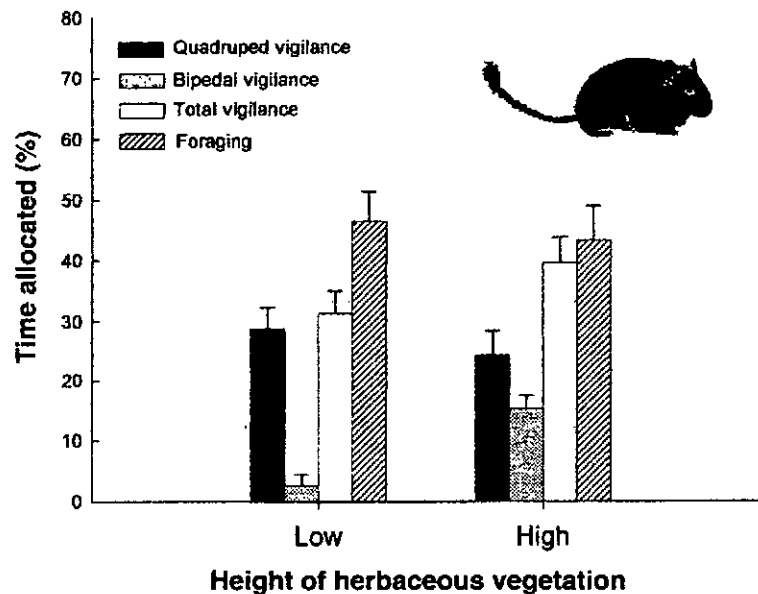 80
70
60
50
40
30
20
10
0
Time allocated (%)
Quadruped vigilance
Bipedal vigilance
Total vigilance
Foraging
Low
High
Height of herbaceous vegetation